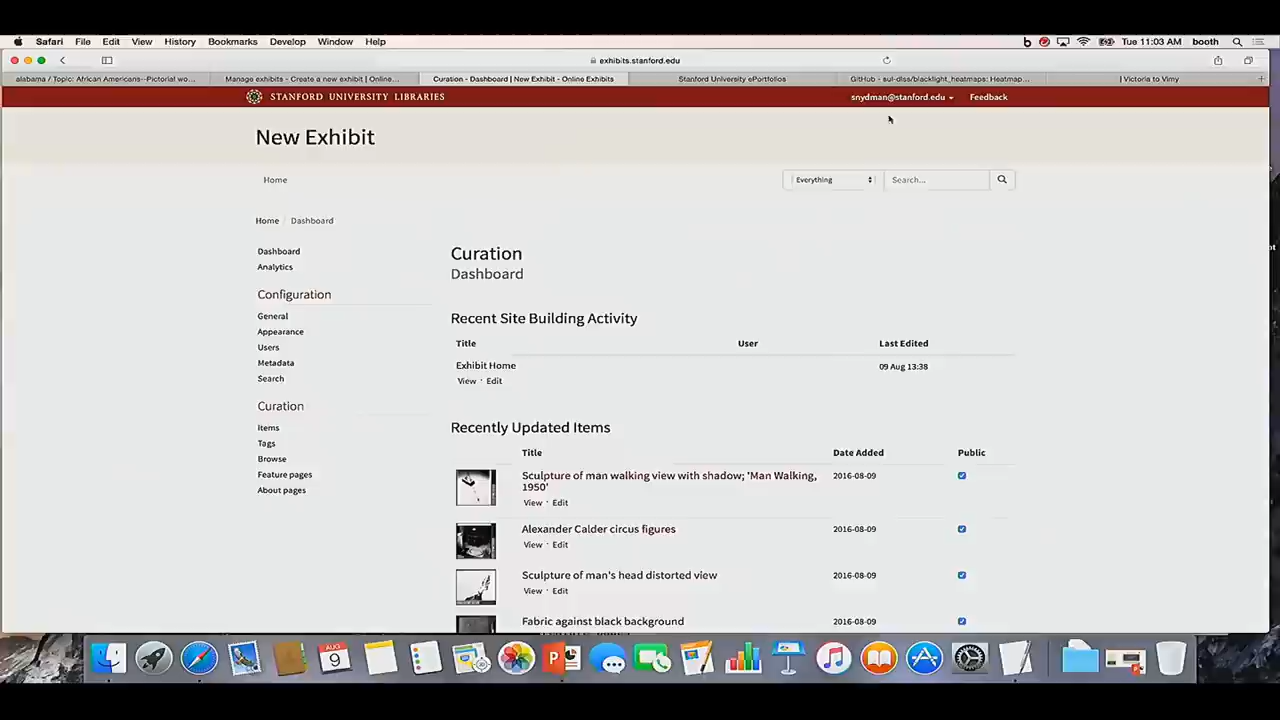 Safari File Edit View History Bookmarks Develop Window Help Tue 11:03 AM booth
exhibits.stanford.edu
alabama / Topic: African Americans--Pictorial wo... Manage exhibits - Create a new exhibit | Online... Curation - Dashboard | New Exhibit - Online Exhibits Stanford University ePortfolios GitHub - sul-dlss/blacklight_heatmaps: Heatmap... | Victoria to Vimy
STANFORD UNIVERSITY LIBRARIES snydman@stanford.edu Feedback
New Exhibit
Home Everything Search...
Home Dashboard
Dashboard
Analytics
Configuration
General
Appearance
Users
Metadata
Search
Curation
Items
Tags
Browse
Feature pages
About pages
Curation
Dashboard
Recent Site Building Activity
Title User Last Edited
Exhibit Home 09 Aug 13:38
View · Edit
Recently Updated Items
Title Date Added Public
Sculpture of man walking view with shadow; 'Man Walking, 2016-08-09
1950'
View · Edit
Alexander Calder circus figures 2016-08-09
View · Edit
Sculpture of man's head distorted view 2016-08-09
View · Edit
Fabric against black background 2016-08-09
AUG
9